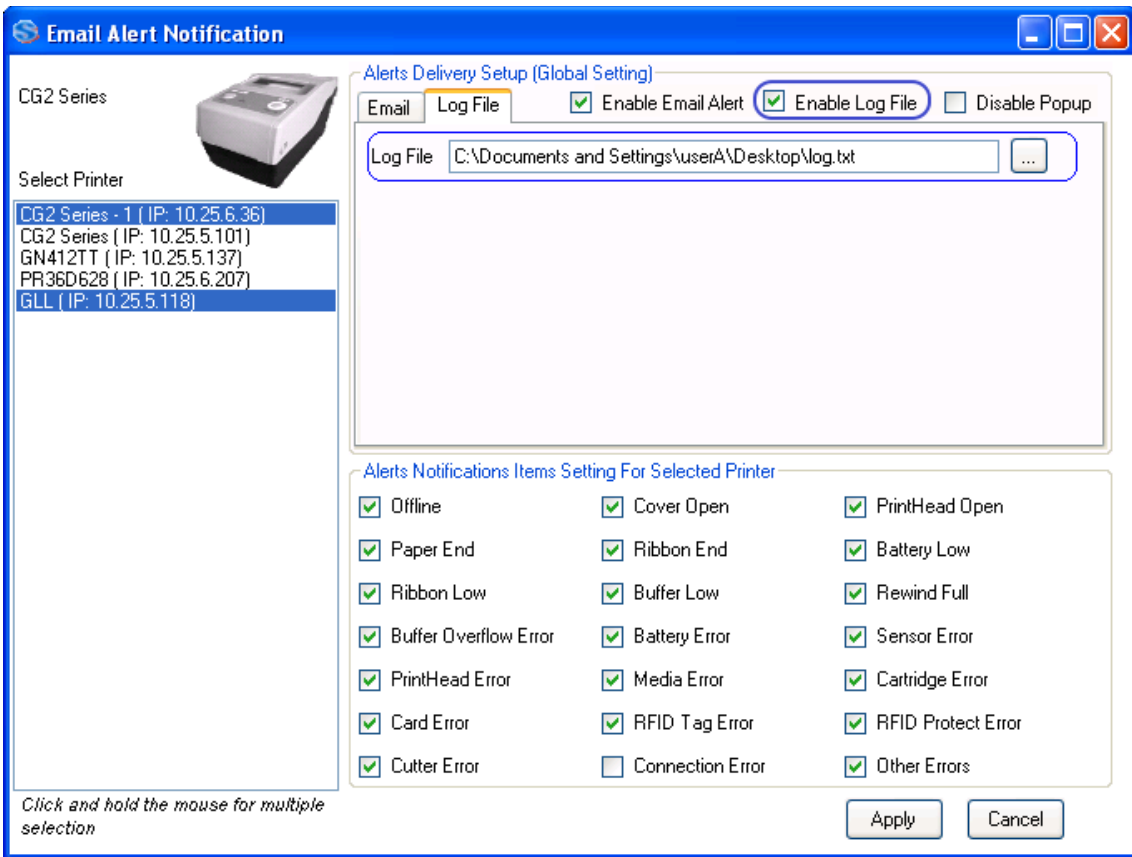 Email Alert Notification
CG2 Series
Select Printer
CG2 Series - 1 ( IP: 10.25.6.36)
CG2 Series ( IP: 10.25.5.101)
GN412TT ( IP: 10.25.5.137)
PR36D628 ( IP: 10.25.6.207)
GLL ( IP: 10.25.5.118)
Click and hold the mouse for multiple
selection
Alerts Delivery Setup (Global Setting)
Email Log File Enable Email Alert Enable Log File Disable Popup
Log File C:\Documents and Settings\userA\Desktop\log.txt ...
Alerts Notifications Items Setting For Selected Printer
Offline Cover Open PrintHead Open
Paper End Ribbon End Battery Low
Ribbon Low Buffer Low Rewind Full
Buffer Overflow Error Battery Error Sensor Error
PrintHead Error Media Error Cartridge Error
Card Error RFID Tag Error RFID Protect Error
Cutter Error Connection Error Other Errors
Apply Cancel